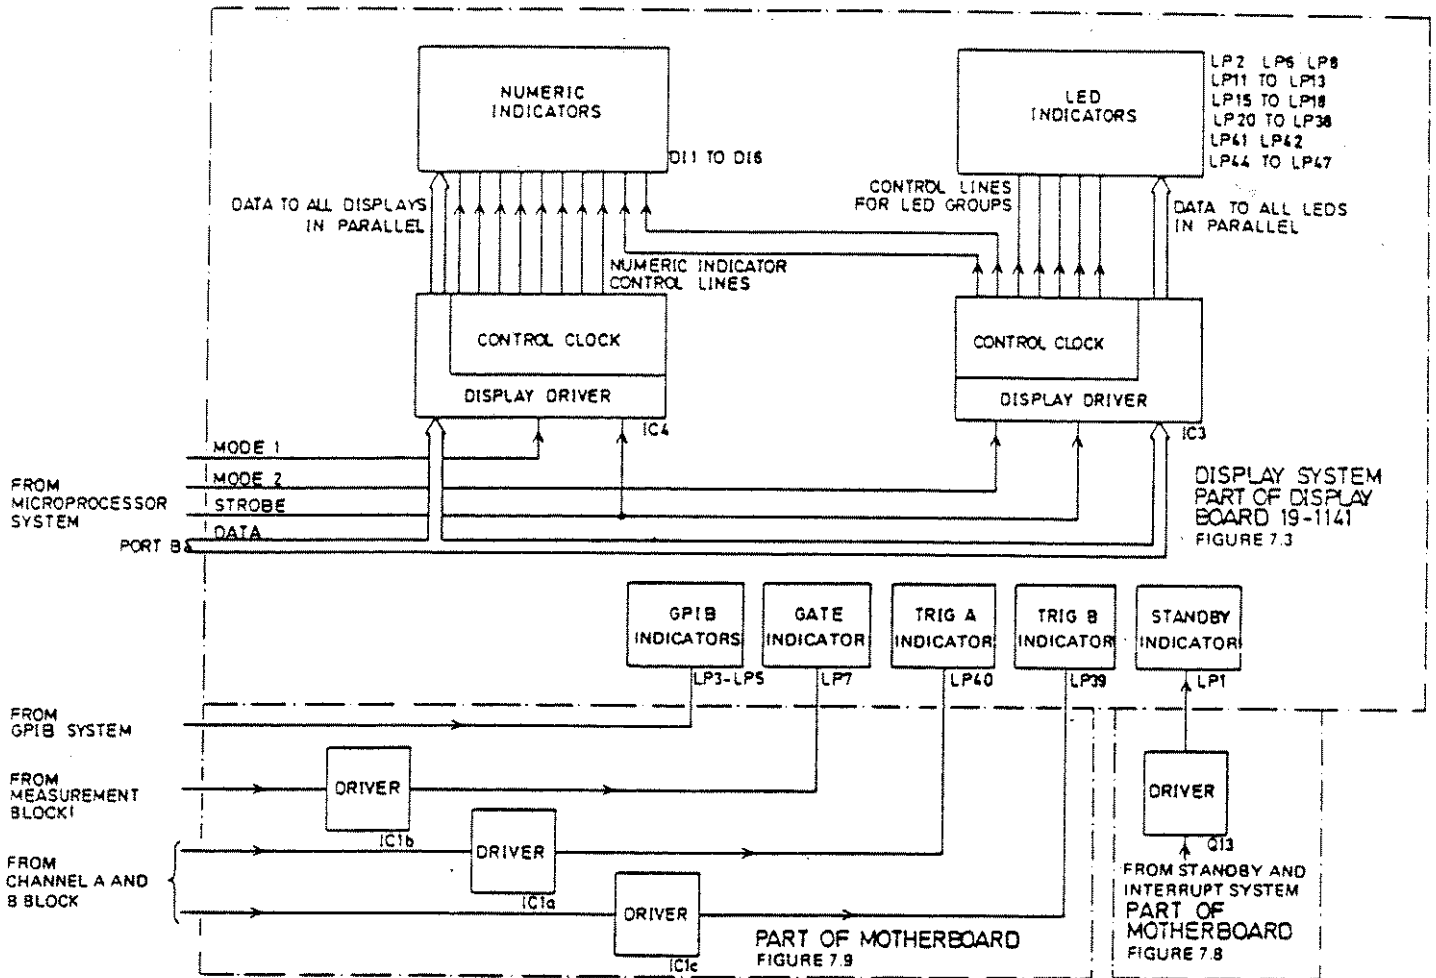 NUMERIC
INDICATORS
DI1 TO DI6
LED
INDICATORS
LP2 LP6 LP8
LP11 TO LP13
LP15 TO LP18
LP20 TO LP38
LP41 LP42
LP44 TO LP47
DATA TO ALL DISPLAYS
IN PARALLEL
CONTROL LINES
FOR LED GROUPS
DATA TO ALL LEDS
IN PARALLEL
NUMERIC INDICATOR
CONTROL LINES
CONTROL CLOCK
DISPLAY DRIVER
IC4
CONTROL CLOCK
DISPLAY DRIVER
IC3
FROM
MICROPROCESSOR
SYSTEM
MODE 1
MODE 2
STROBE
DATA
PORT B
DISPLAY SYSTEM
PART OF DISPLAY
BOARD 19-1141
FIGURE 7.3
GPIB
INDICATORS
LP3-LP5
GATE
INDICATOR
LP7
TRIG A
INDICATOR
LP40
TRIG B
INDICATOR
LP39
STANDBY
INDICATOR
LP1
FROM
GPIB SYSTEM
FROM
MEASUREMENT
BLOCK1
DRIVER
IC1b
FROM
CHANNEL A AND
B BLOCK
DRIVER
IC1a
DRIVER
IC1c
PART OF MOTHERBOARD
FIGURE 7.9
DRIVER
Q13
FROM STANDBY AND
INTERRUPT SYSTEM
PART OF
MOTHERBOARD
FIGURE 7.8